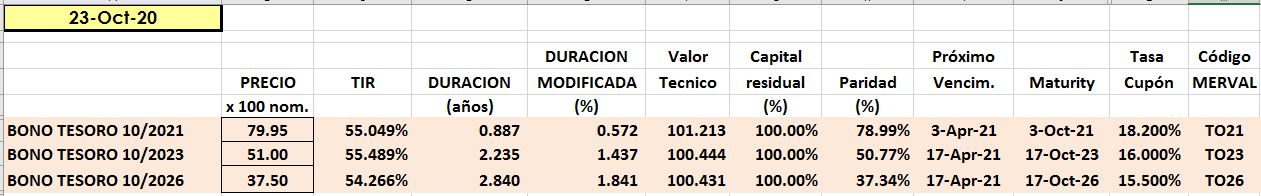 23-Oct-20
DURACION Valor Capital Próximo Tasa Código
PRECIO TIR DURACION MODIFICADA Tecnico residual Paridad Vencim. Maturity Cupón MERVAL
x 100 nom. (años) (%) (%) (%)
BONO TESORO 10/2021 79.95 55.049% 0.887 0.572 101.213 100.00% 78.99% 3-Apr-21 3-Oct-21 18.200% TO21
BONO TESORO 10/2023 51.00 55.489% 2.235 1.437 100.444 100.00% 50.77% 17-Apr-21 17-Oct-23 16.000% TO23
BONO TESORO 10/2026 37.50 54.266% 2.840 1.841 100.431 100.00% 37.34% 17-Apr-21 17-Oct-26 15.500% TO26